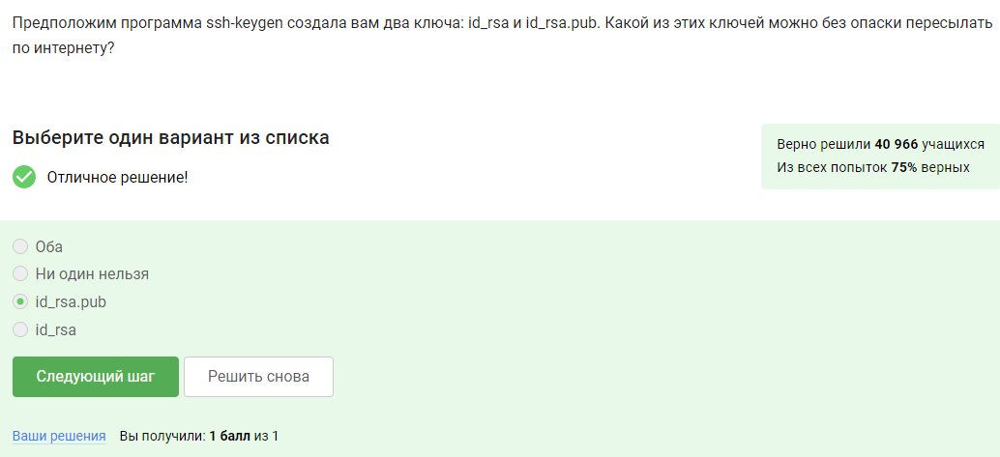 Предположим программа ssh-keygen создала вам два ключа: id_rsa и id_rsa.pub. Какой из этих ключей можно без опаски пересылать
по интернету?
Выберите один вариант из списка
Верно решили 40 966 учащихся
Из всех попыток 75% верных
Отличное решение!
Оба
Ни один нельзя
id_rsa.pub
id_rsa
Следующий шаг
Решить снова
Ваши решения Вы получили: 1 балл из 1